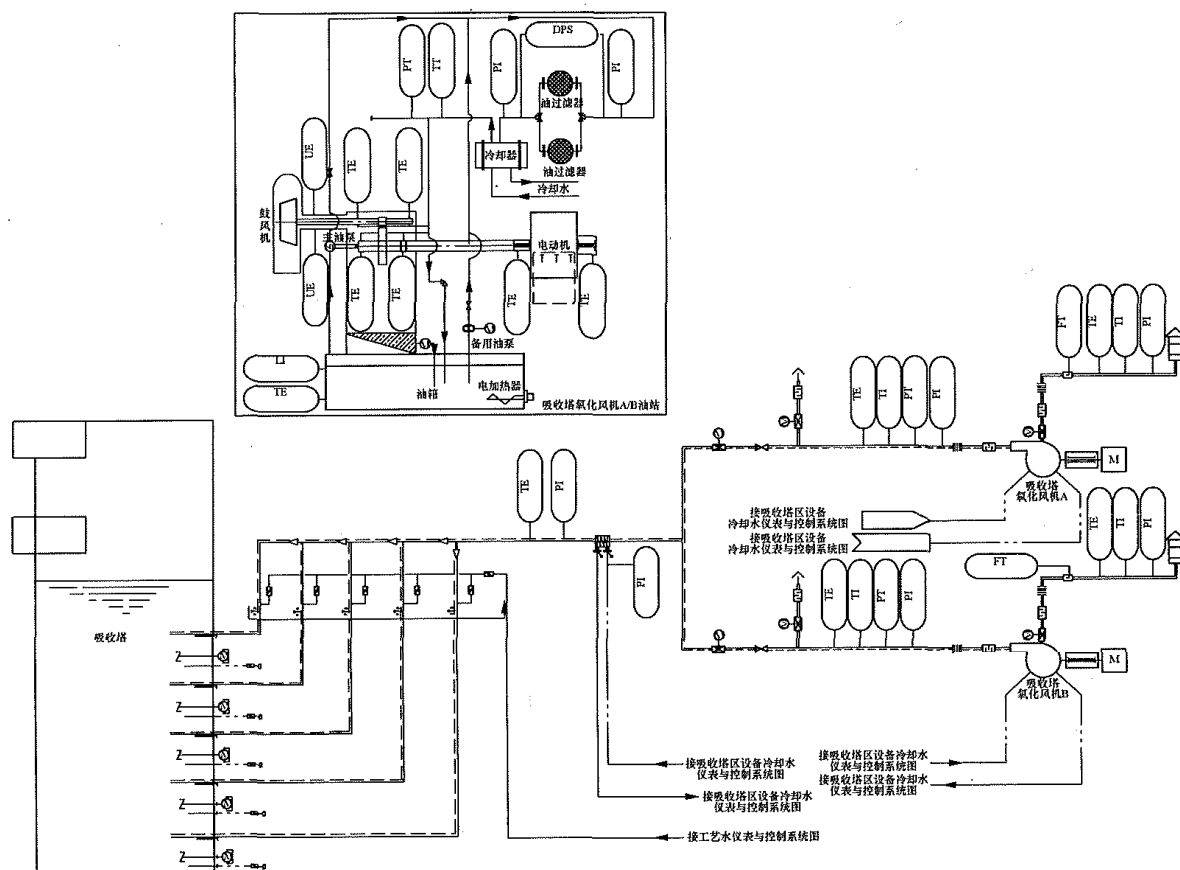 DPS
PT
TT
PI
PI
油过滤器
冷却器
油过滤器
冷却水
UE
TE
TE
鼓风机
主油泵
电动机
T T T
UE
TE
TE
TE
TE
备用油泵
LI
TE
油箱
电加热器
吸收塔氧化风机A/B油站
FT
TE
TI
PI
TE
TI
PT
PI
M
吸收塔
氧化风机A
TE
PI
接吸收塔区设备
冷却水仪表与控制系统图
接吸收塔区设备
冷却水仪表与控制系统图
TE
TI
PI
FT
PI
TE
TI
PT
PI
M
吸收塔
氧化风机B
吸收塔
Z
Z
Z
Z
Z
接吸收塔区设备冷却水
仪表与控制系统图
接吸收塔区设备冷却水
仪表与控制系统图
接吸收塔区设备冷却水
仪表与控制系统图
接吸收塔区设备冷却水
仪表与控制系统图
接工艺水仪表与控制系统图